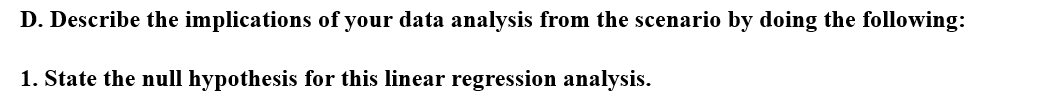 D. Describe the implications of your data analysis from the scenario by doing the following:
1. State the null hypothesis for this linear regression analysis.